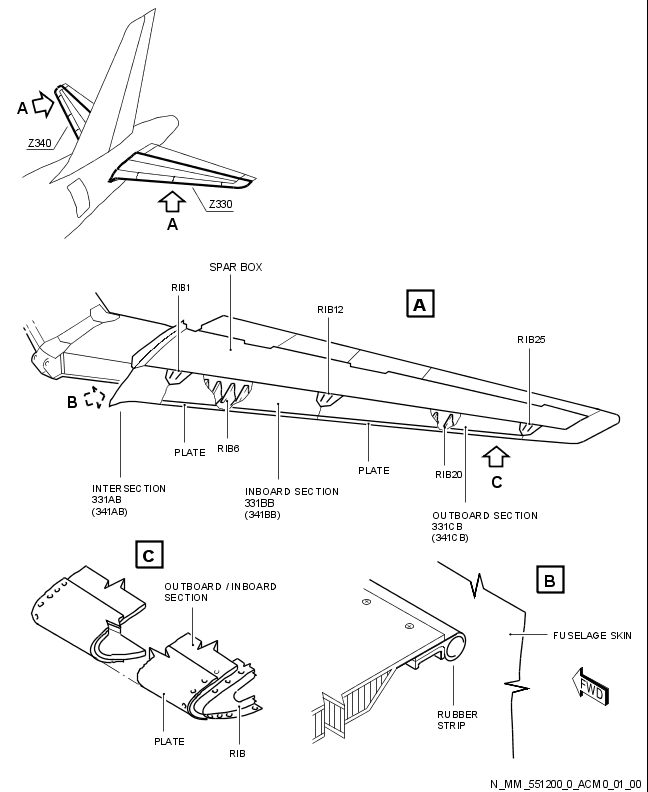 A
Z340
Z330
A
SPAR BOX
RIB1
A
RIB12
RIB25
B
PLATE
RIB6
PLATE
RIB20
C
INTERSECTION
331AB
(341AB)
INBOARD SECTION
331BB
(341BB)
OUTBOARD SECTION
331CB
(341CB)
C
OUTBOARD / INBOARD
SECTION
B
FUSELAGE SKIN
FWD
RUBBER
STRIP
PLATE
RIB
N_MM_551200_0_ACM0_01_00